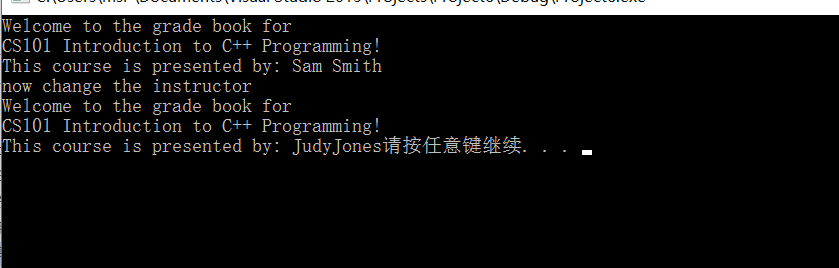 Welcome to the grade book for
CS101 Introduction to C++ Programming!
This course is presented by: Sam Smith
now change the instructor
Welcome to the grade book for
CS101 Introduction to C++ Programming!
This course is presented by: JudyJones请按任意键继续. . .